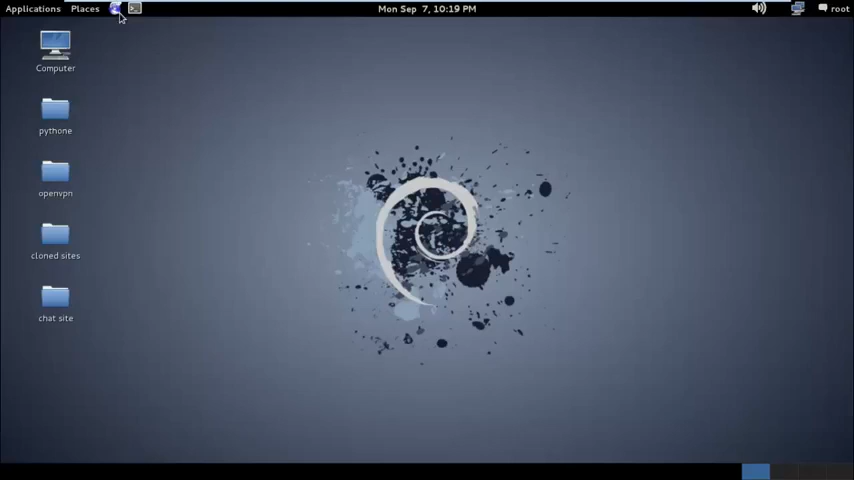 Applications Places Mon Sep 7, 10:19 PM root
Computer
pythone
openvpn
cloned sites
chat site